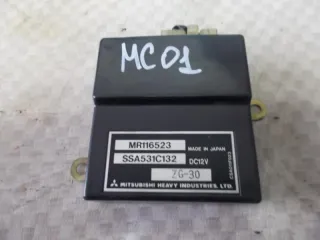 MC01
MR116523
MADE IN JAPAN
SSA531C132
DC12V
ZG-30
MITSUBISHI HEAVY INDUSTRIES, LTD.